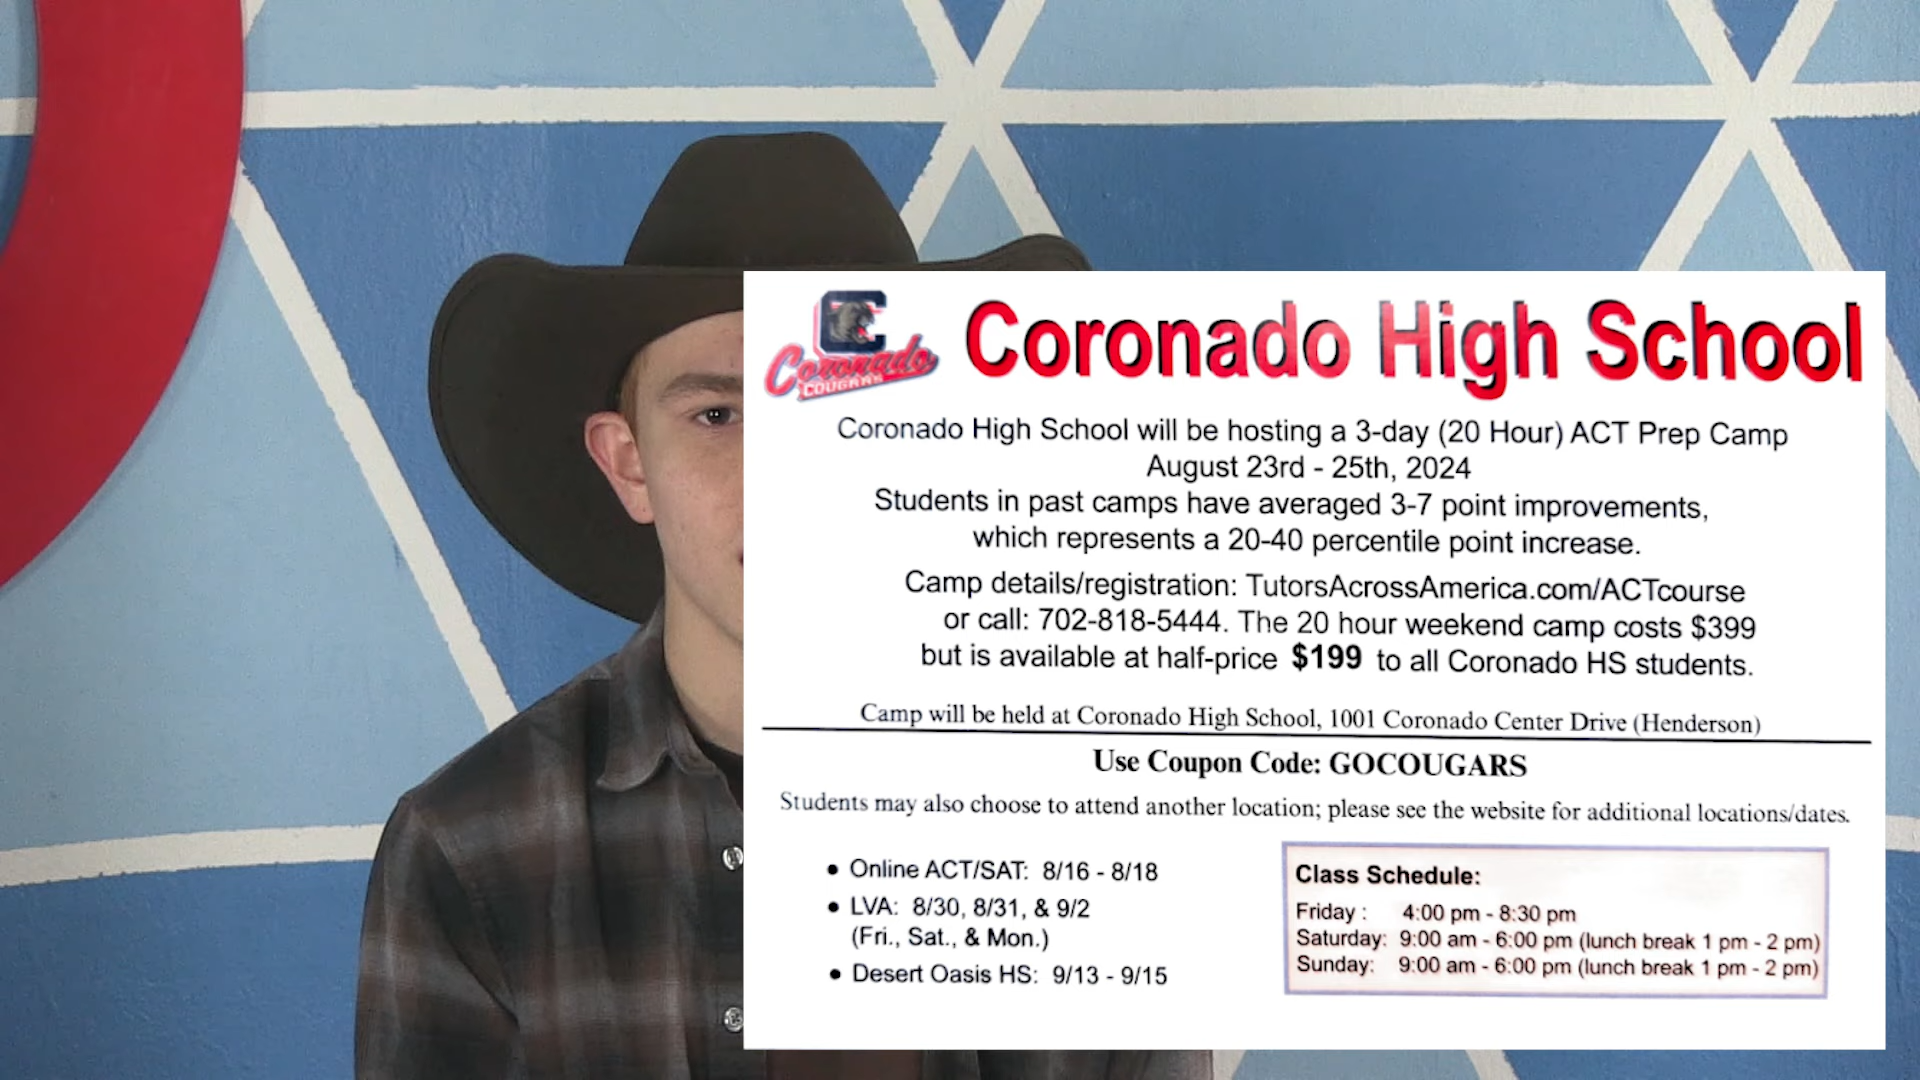 Coronado
COUGARS
Coronado High School
Coronado High School will be hosting a 3-day (20 Hour) ACT Prep Camp
August 23rd - 25th, 2024
Students in past camps have averaged 3-7 point improvements,
which represents a 20-40 percentile point increase.
Camp details/registration: TutorsAcrossAmerica.com/ACTcourse
or call: 702-818-5444. The 20 hour weekend camp costs $399
but is available at half-price $199 to all Coronado HS students.
Camp will be held at Coronado High School, 1001 Coronado Center Drive (Henderson)
Use Coupon Code: GOCOUGARS
Students may also choose to attend another location; please see the website for additional locations/dates.
• Online ACT/SAT: 8/16 - 8/18
• LVA: 8/30, 8/31, & 9/2
(Fri., Sat., & Mon.)
• Desert Oasis HS: 9/13 - 9/15
Class Schedule:
Friday : 4:00 pm - 8:30 pm
Saturday: 9:00 am - 6:00 pm (lunch break 1 pm - 2 pm)
Sunday: 9:00 am - 6:00 pm (lunch break 1 pm - 2 pm)